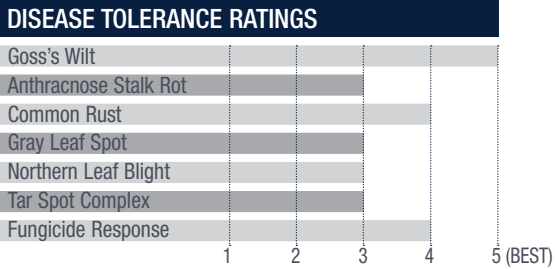 DISEASE TOLERANCE RATINGS
Goss's Wilt
Anthracnose Stalk Rot
Common Rust
Gray Leaf Spot
Northern Leaf Blight
Tar Spot Complex
Fungicide Response
1 2 3 4 5 (BEST)